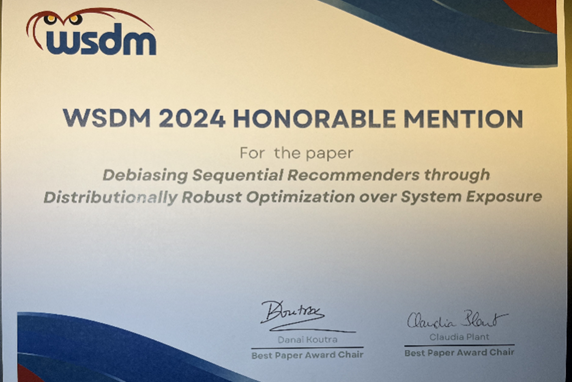 wsdm
WSDM 2024 HONORABLE MENTION
For the paper
Debiasing Sequential Recommenders through
Distributionally Robust Optimization over System Exposure
DKoutra
Danai Koutra
Best Paper Award Chair
Claudia Plant
Claudia Plant
Best Paper Award Chair